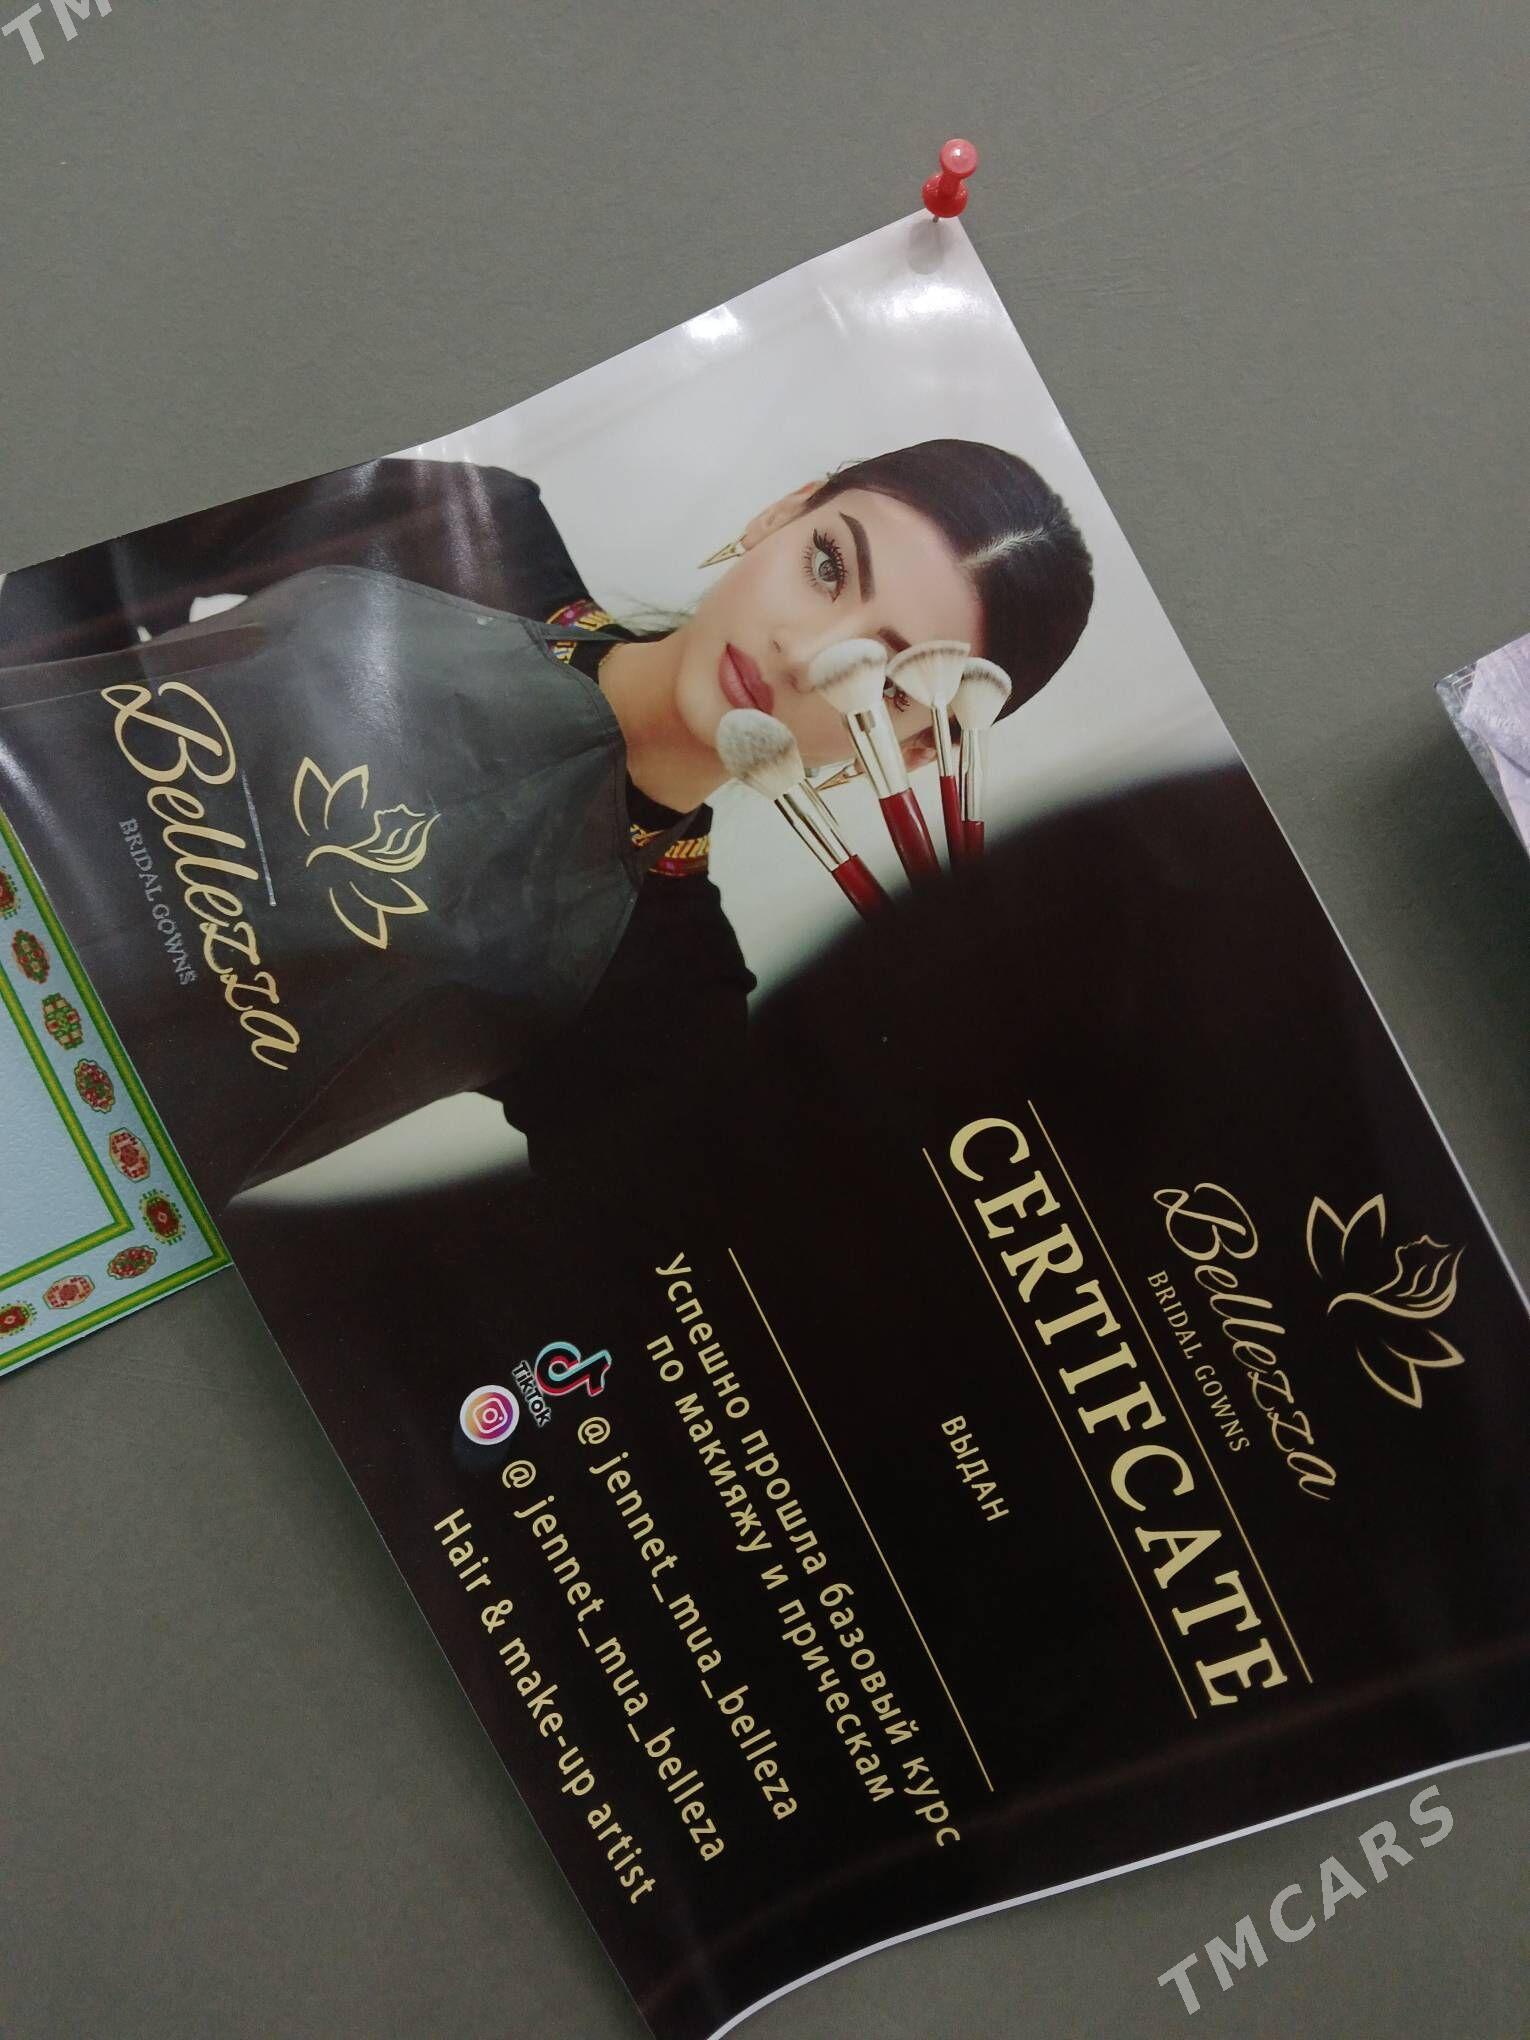 TM
Belleza
BRIDAL GOWNS
Belleza
BRIDAL GOWNS
CERTIFCATE
ВЫДАН
Успешно прошла базовый курс
по макияжу и прическам
TikTok
@ jennet_mua_belleza
@ jennet_mua_belleza
Hair & make-up artist
TMCARS